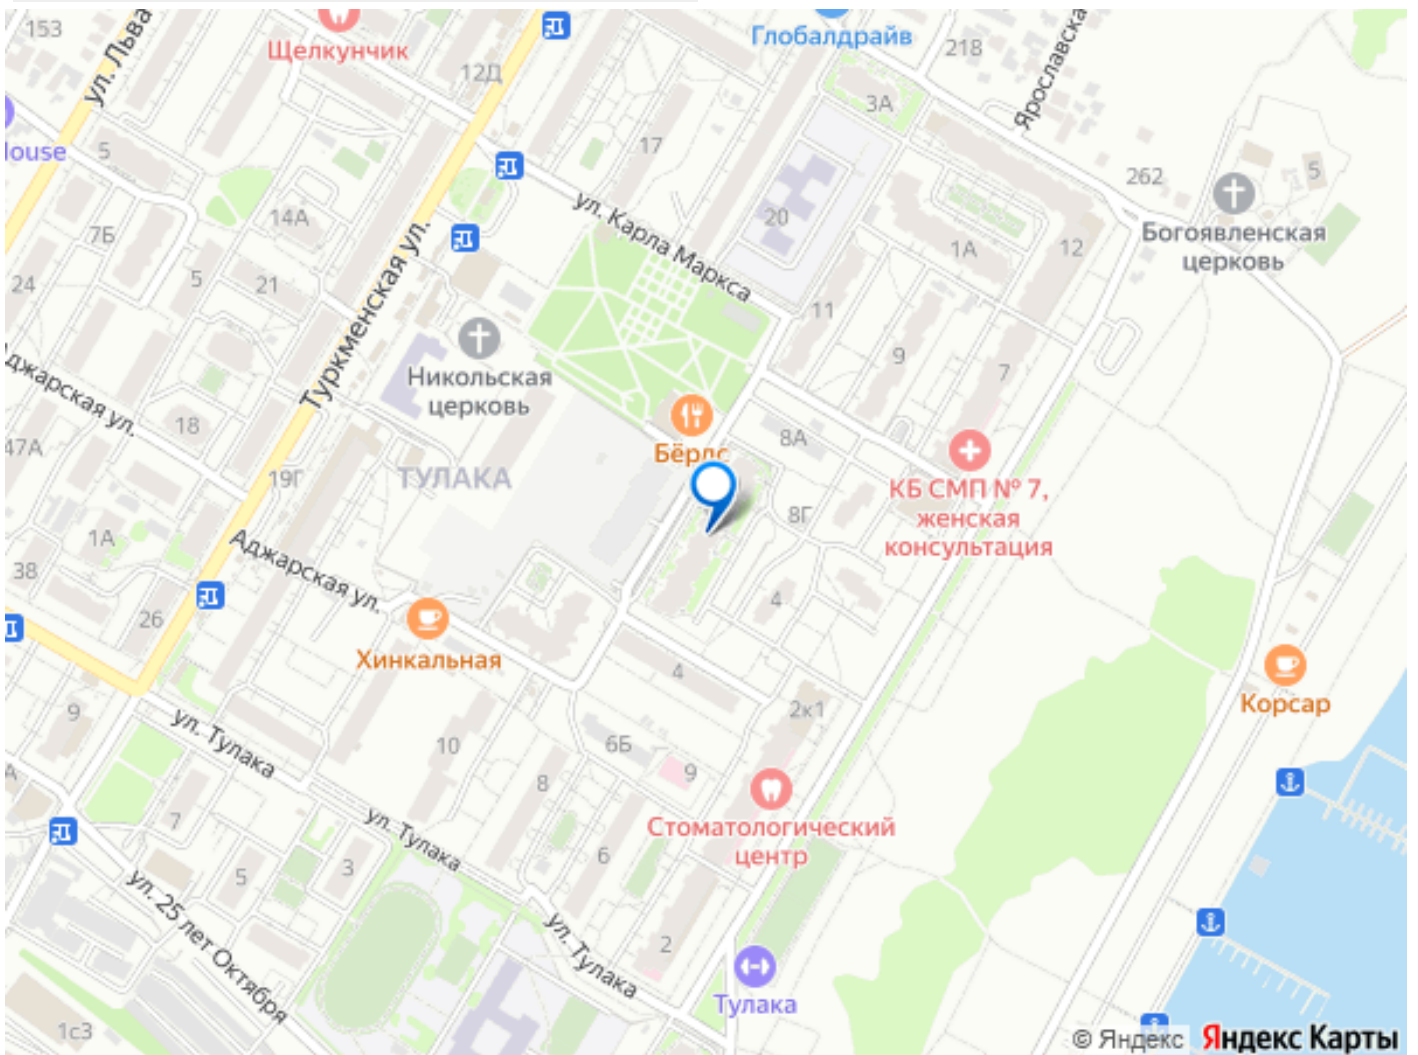 153
ул. Льва
Щелкунчик
12Д
Глобалдрайв
218
Ярославска
3А
17
House
5
262
5
20
ул. Карла Маркса
Богоявленская
церковь
14А
7Б
1А
12
24
5
21
Туркменская ул.
11
9
7
Никольская
церковь
Аджарская ул.
18
47А
Бёрдс
8А
ТУЛАКА
19Г
КБ СМП № 7,
женская
консультация
8Г
1А
Аджарская ул.
38
4
26
Хинкальная
4
Корсар
2к1
9
ул. Тулака
10
6Б
9
8
Стоматологический
центр
7
ул. Тулака
6
3
5
ул. 25 лет Октября
ул. Тулака
2
Тулака
1с3
© Яндекс Яндекс Карты